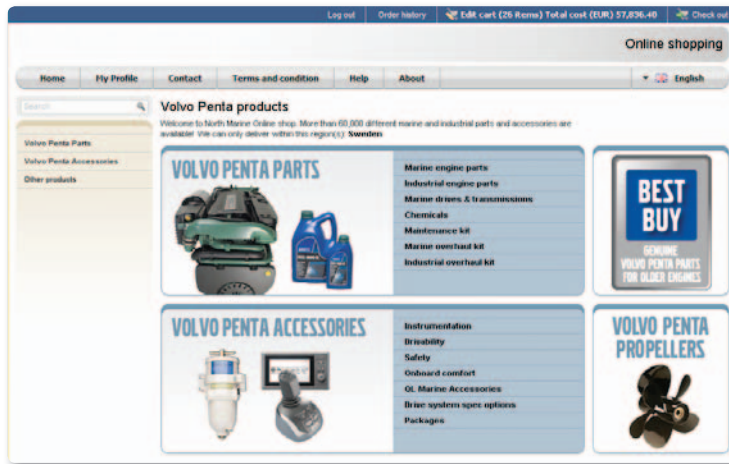 Log out Order history Edit cart (26 Items) Total cost (EUR) 57,836.40 Check out
Online shopping
Home My Profile Contact Terms and condition Help About English
Search
Volvo Penta Parts
Volvo Penta Accessories
Other products
Volvo Penta products
Welcome to North Marine Online shop. More than 60,000 different marine and industrial parts and accessories are
available! We can only deliver within this region(s): Sweden
VOLVO PENTA PARTS
Marine engine parts
Industrial engine parts
Marine drives & transmissions
Chemicals
Maintenance kit
Marine overhaul kit
Industrial overhaul kit
BEST
BUY
GENUINE
VOLVO PENTA PARTS
FOR OLDER ENGINES
VOLVO PENTA ACCESSORIES
Instrumentation
Drivability
Safety
Onboard comfort
QL Marine Accessories
Drive system spec options
Packages
VOLVO PENTA
PROPELLERS